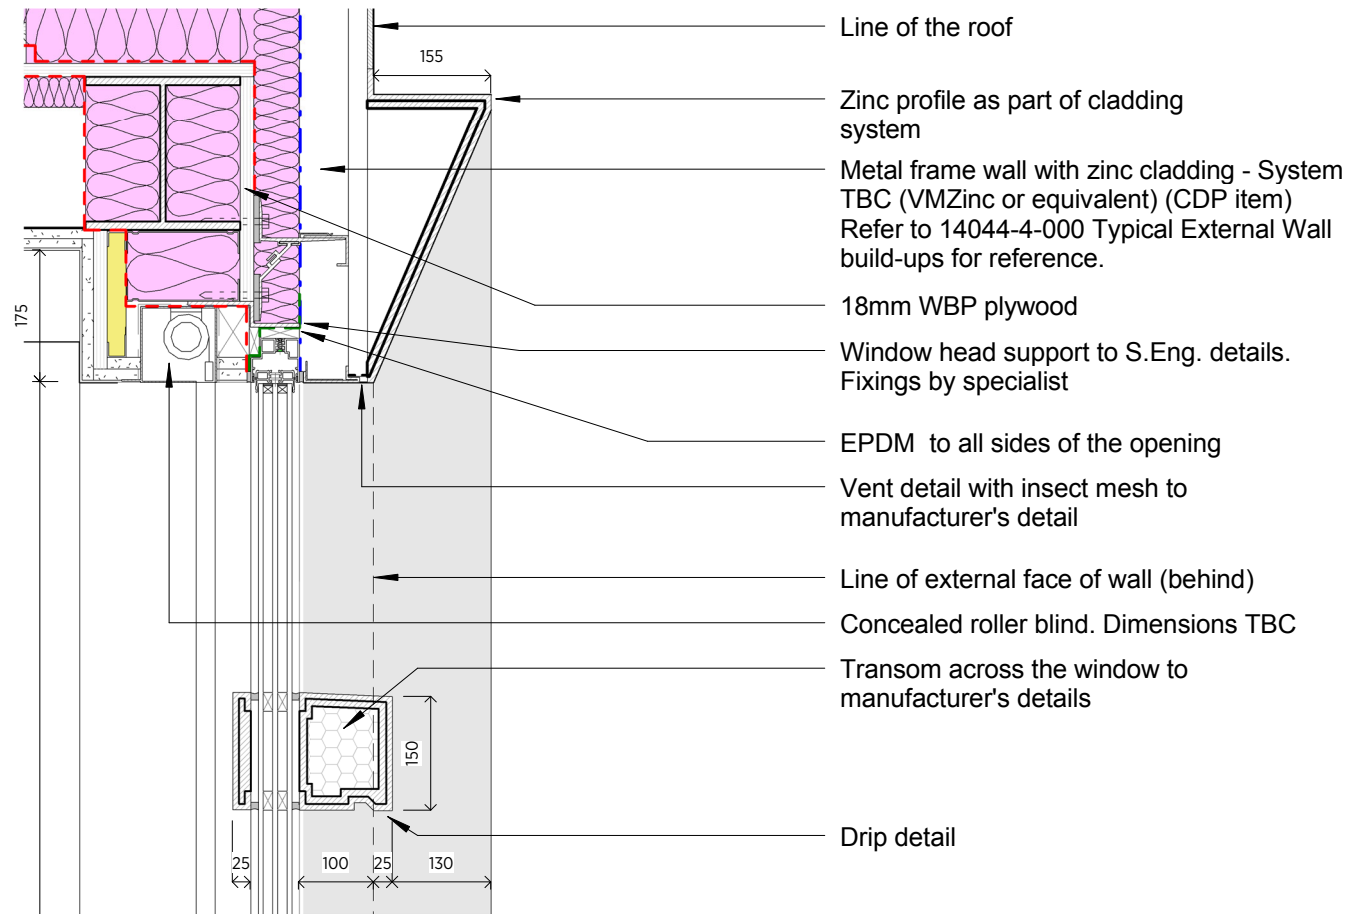 Line of the roof
155
Zinc profile as part of cladding
system
Metal frame wall with zinc cladding - System
TBC (VMZinc or equivalent) (CDP item)
Refer to 14044-4-000 Typical External Wall
build-ups for reference.
18mm WBP plywood
175
Window head support to S.Eng. details.
Fixings by specialist
EPDM to all sides of the opening
Vent detail with insect mesh to
manufacturer's detail
Line of external face of wall (behind)
Concealed roller blind. Dimensions TBC
Transom across the window to
manufacturer's details
150
Drip detail
25 100 25 130